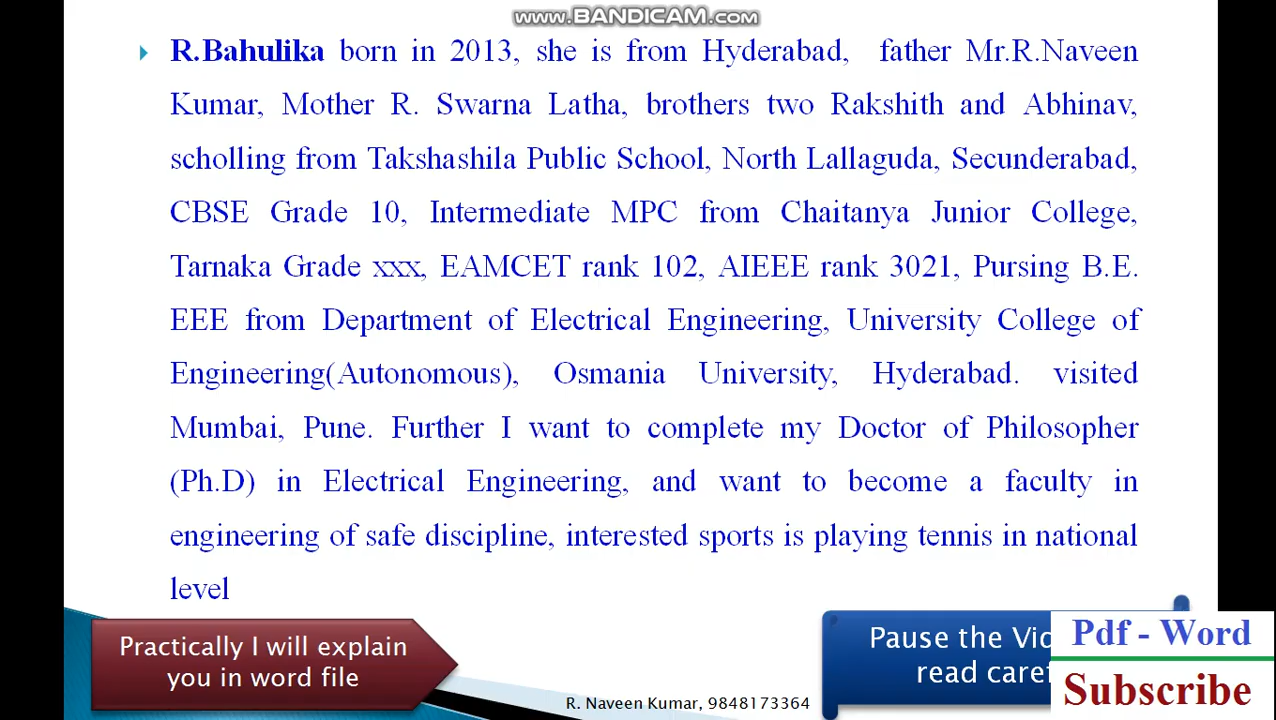 www.BANDICAM.com
R.Bahulika born in 2013, she is from Hyderabad, father Mr.R.Naveen
Kumar, Mother R. Swarna Latha, brothers two Rakshith and Abhinav,
scholling from Takshashila Public School, North Lallaguda, Secunderabad,
CBSE Grade 10, Intermediate MPC from Chaitanya Junior College,
Tarnaka Grade xxx, EAMCET rank 102, AIEEE rank 3021, Pursing B.E.
EEE from Department of Electrical Engineering, University College of
Engineering(Autonomous), Osmania University, Hyderabad. visited
Mumbai, Pune. Further I want to complete my Doctor of Philosopher
(Ph.D) in Electrical Engineering, and want to become a faculty in
engineering of safe discipline, interested sports is playing tennis in national
level
Practically I will explain
you in word file
Pause the
read
Pdf - Word
Subscribe
R. Naveen Kumar, 9848173364